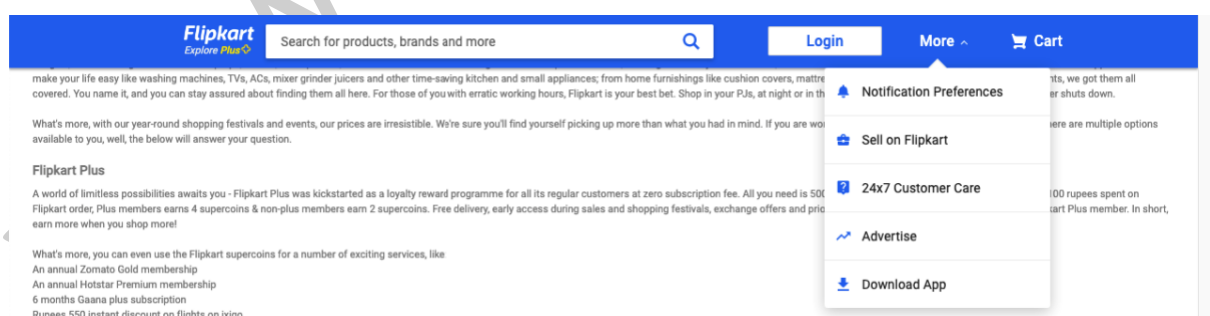 Flipkart
Explore Plus
Search for products, brands and more
Login
More
Cart
make your life easy like washing machines, TVs, ACs, mixer grinder juicers and other time-saving kitchen and small appliances; from home furnishings like cushion covers, mattre
nts, we got them all
covered. You name it, and you can stay assured about finding them all here. For those of you with erratic working hours, Flipkart is your best bet. Shop in your PJs, at night or in th
er shuts down.
What's more, with our year-round shopping festivals and events, our prices are irresistible. We're sure you'll find yourself picking up more than what you had in mind. If you are wo
ere are multiple options
available to you, well, the below will answer your question.
Flipkart Plus
A world of limitless possibilities awaits you - Flipkart Plus was kickstarted as a loyalty reward programme for all its regular customers at zero subscription fee. All you need is 500
100 rupees spent on
Flipkart order, Plus members earns 4 supercoins & non-plus members earn 2 supercoins. Free delivery, early access during sales and shopping festivals, exchange offers and prio
kart Plus member. In short,
earn more when you shop more!
What's more, you can even use the Flipkart supercoins for a number of exciting services, like
An annual Zomato Gold membership
An annual Hotstar Premium membership
6 months Gaana plus subscription
Rupees 550 instant discount on flights on ixigo
Notification Preferences
Sell on Flipkart
24x7 Customer Care
Advertise
Download App